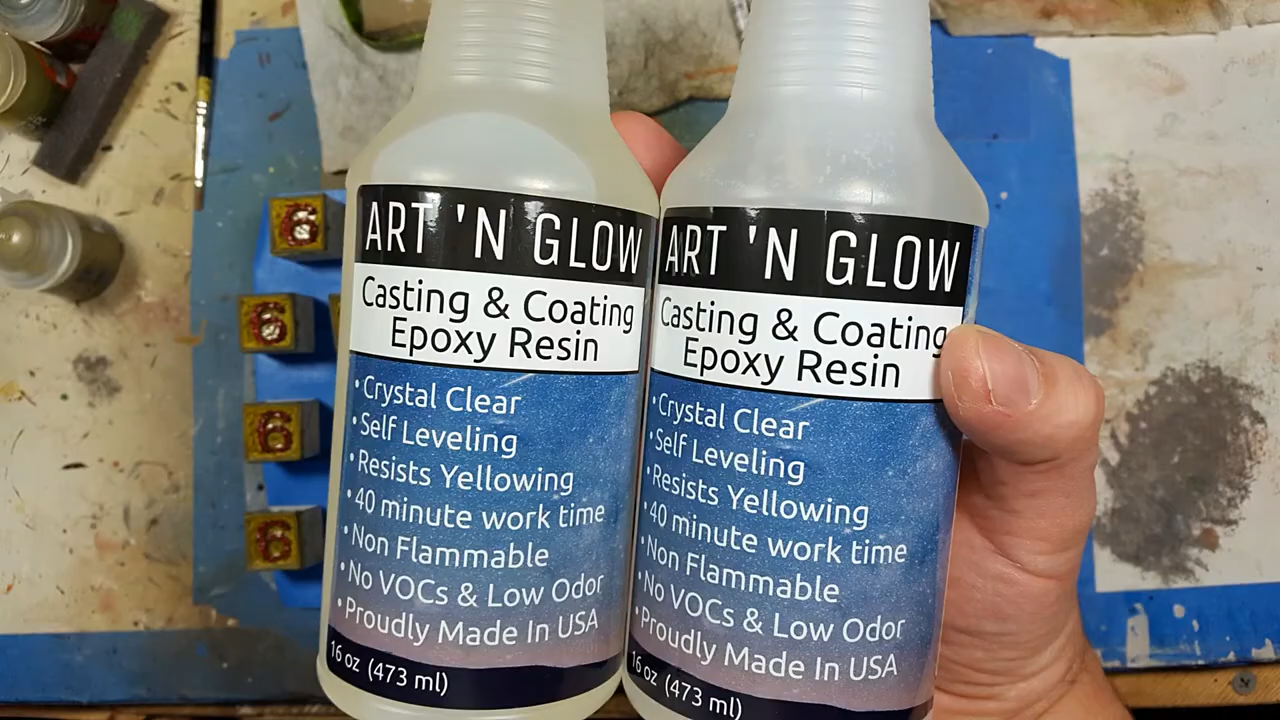 ART 'N GLOW
Casting & Coating
Epoxy Resin
•Crystal Clear
•Self Leveling
•Resists Yellowing
•40 minute work time
•Non Flammable
•No VOCs & Low Odor
•Proudly Made In USA
16 oz (473 ml)
ART 'N GLOW
Casting & Coating
Epoxy Resin
•Crystal Clear
•Self Leveling
•Resists Yellowing
•40 minute work time
•Non Flammable
•No VOCs & Low Odor
•Proudly Made In USA
16 oz (473 ml)
6
6
6
6